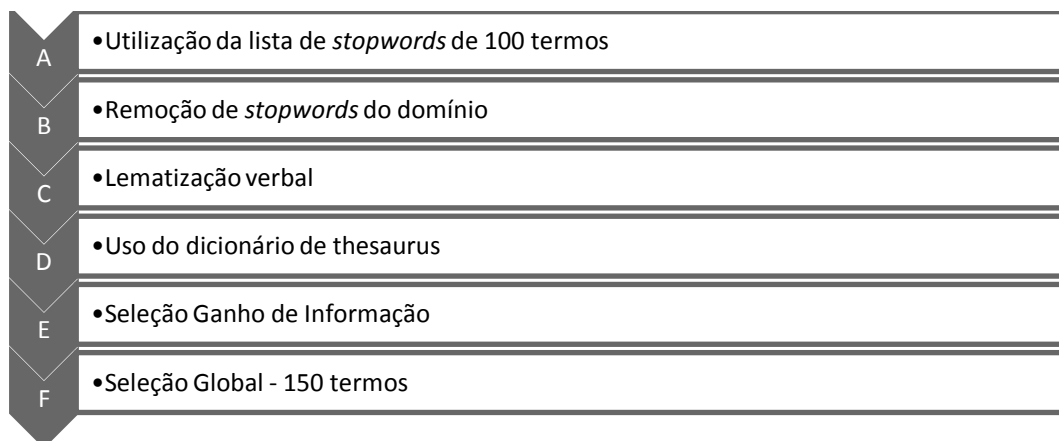 A •Utilização da lista de stopwords de 100 termos
B •Remoção de stopwords do domínio
C •Lematização verbal
D •Uso do dicionário de thesaurus
E •Seleção Ganho de Informação
F •Seleção Global - 150 termos